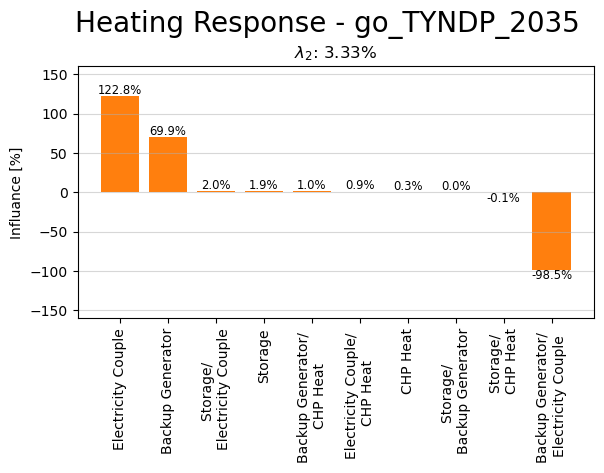 Heating Response - go_TYNDP_2035
λ₂: 3.33%
Influance [%]
150
100
50
0
−50
−100
−150
122.8%
69.9%
2.0%
1.9%
1.0%
0.9%
0.3%
0.0%
-0.1%
-98.5%
Electricity Couple
Backup Generator
Storage/
Electricity Couple
Storage
Backup Generator/
CHP Heat
Electricity Couple/
CHP Heat
CHP Heat
Storage/
Backup Generator
Storage/
CHP Heat
Backup Generator/
Electricity Couple